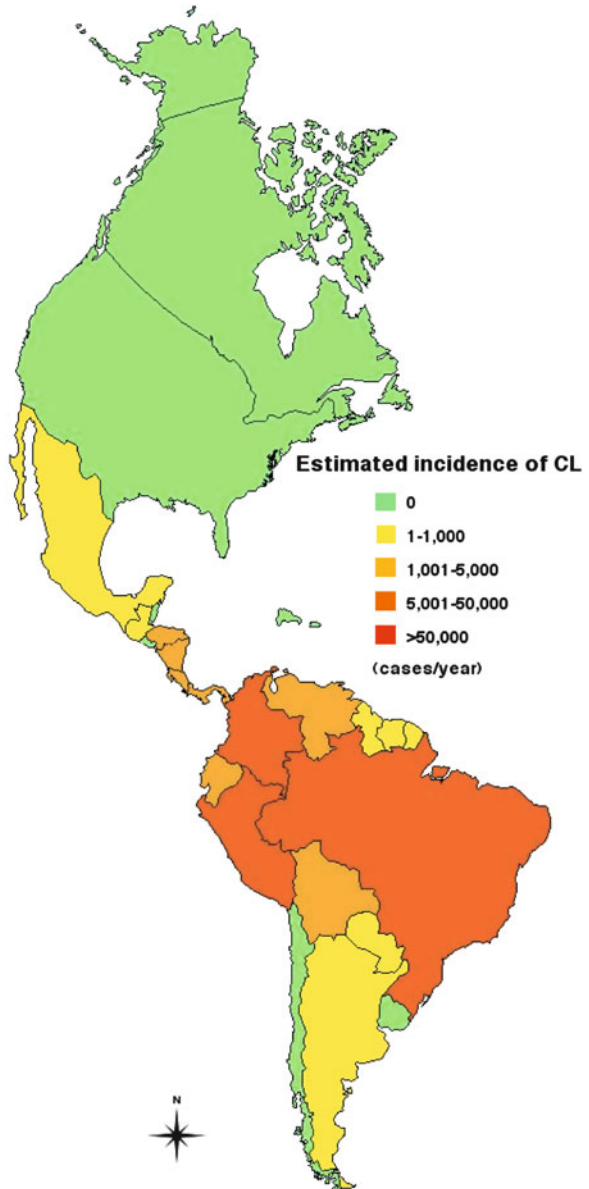 Estimated incidence of CL
0
1-1,000
1,001-5,000
5,001-50,000
>50,000
(cases/year)
N